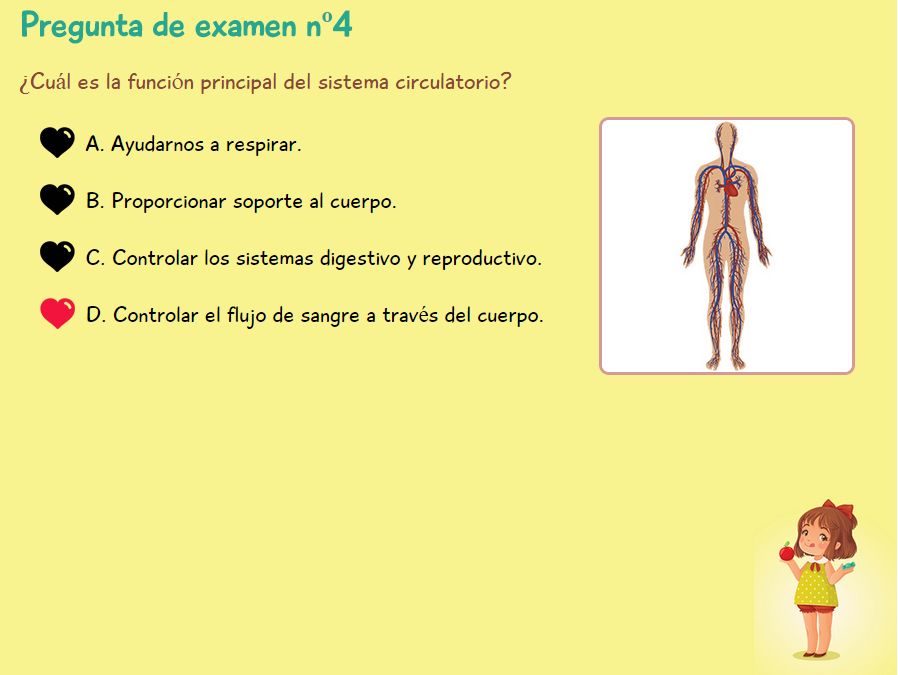 Pregunta de examen nº4
¿Cuál es la función principal del sistema circulatorio?
A. Ayudarnos a respirar.
B. Proporcionar soporte al cuerpo.
C. Controlar los sistemas digestivo y reproductivo.
D. Controlar el flujo de sangre a través del cuerpo.